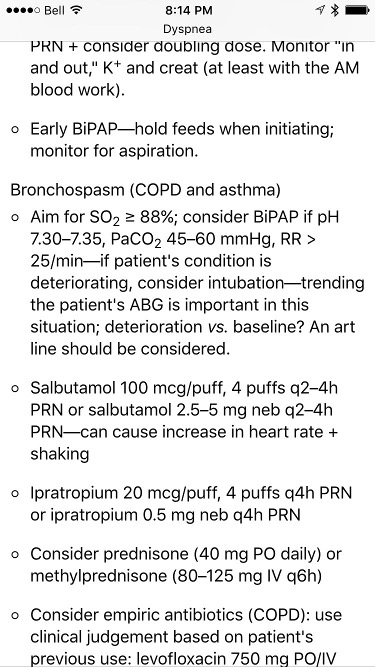 Bell 8:14 PM
Dyspnea
PRN + consider doubling dose. Monitor "in
and out," K⁺ and creat (at least with the AM
blood work).
Early BiPAP—hold feeds when initiating;
monitor for aspiration.
Bronchospasm (COPD and asthma)
Aim for SO₂ ≥ 88%; consider BiPAP if pH
7.30–7.35, PaCO₂ 45–60 mmHg, RR >
25/min—if patient's condition is
deteriorating, consider intubation—trending
the patient's ABG is important in this
situation; deterioration vs. baseline? An art
line should be considered.
Salbutamol 100 mcg/puff, 4 puffs q2–4h
PRN or salbutamol 2.5–5 mg neb q2–4h
PRN—can cause increase in heart rate +
shaking
Ipratropium 20 mcg/puff, 4 puffs q4h PRN
or ipratropium 0.5 mg neb q4h PRN
Consider prednisone (40 mg PO daily) or
methylprednisone (80–125 mg IV q6h)
Consider empiric antibiotics (COPD): use
clinical judgement based on patient's
previous use: levofloxacin 750 mg PO/IV